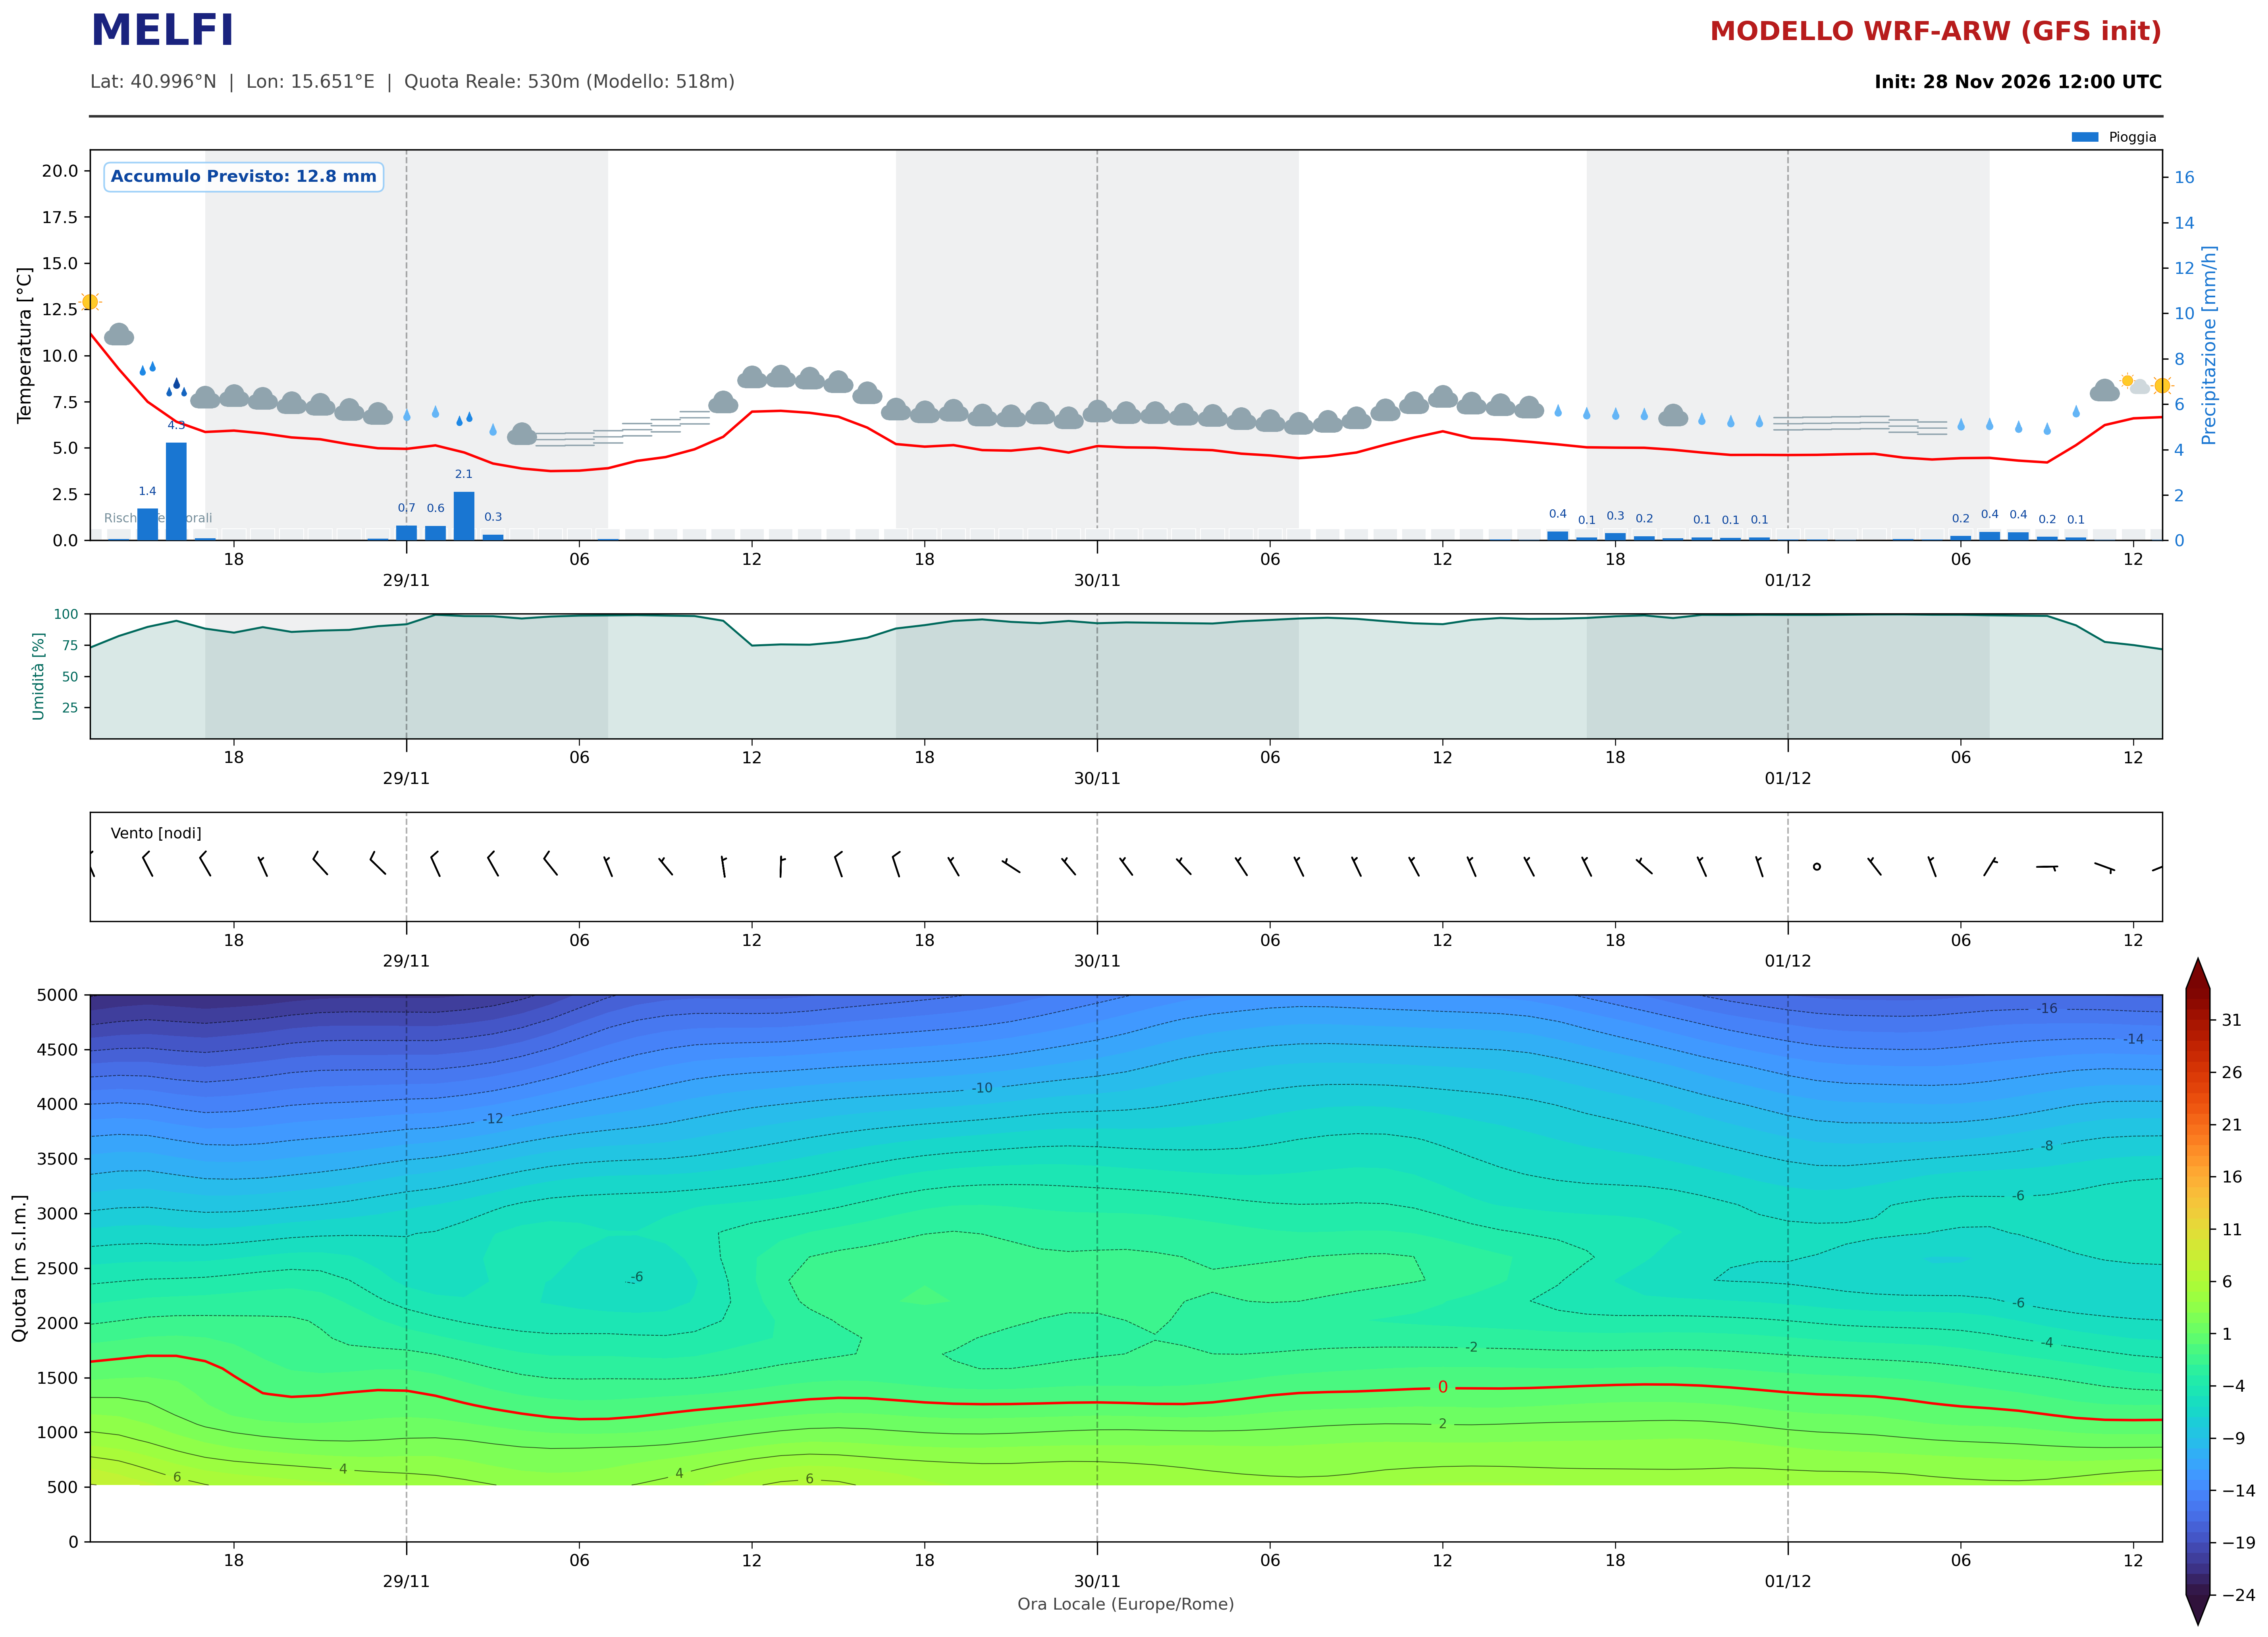 MELFI
MODELLO WRF-ARW (GFS init)
Lat: 40.996°N | Lon: 15.651°E | Quota Reale: 530m (Modello: 518m)
Init: 28 Nov 2026 12:00 UTC
Pioggia
Accumulo Previsto: 12.8 mm
Temperatura [°C]
20.0
17.5
15.0
12.5
10.0
7.5
5.0
2.5
0.0
Precipitazione [mm/h]
16
14
12
10
8
6
4
2
0
1.4 4.3 0.7 0.6 2.1 0.3 0.4 0.1 0.3 0.2 0.1 0.1 0.1 0.2 0.4 0.4 0.2 0.1
18 06 12 18 06 12 18 06 12
29/11 30/11 01/12
Umidità [%]
100
75
50
25
18 06 12 18 06 12 18 06 12
29/11 30/11 01/12
Vento [nodi]
18 06 12 18 06 12 18 06 12
29/11 30/11 01/12
Quota [m s.l.m.]
5000
4500
4000
3500
3000
2500
2000
1500
1000
500
0
-16
-14
-10
-12
-8
-6
-6
-6
-4
-2
0
2
4
4
6
6
31
26
21
16
11
6
1
−4
−9
−14
−19
−24
18 06 12 18 06 12 18 06 12
29/11 30/11 01/12
Ora Locale (Europe/Rome)